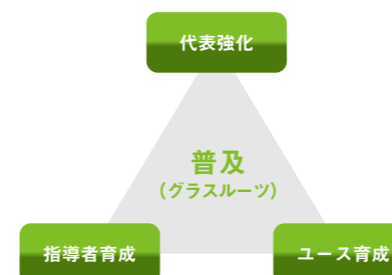 代表強化
普及
(グラスルーツ)
指導者育成
ユース育成